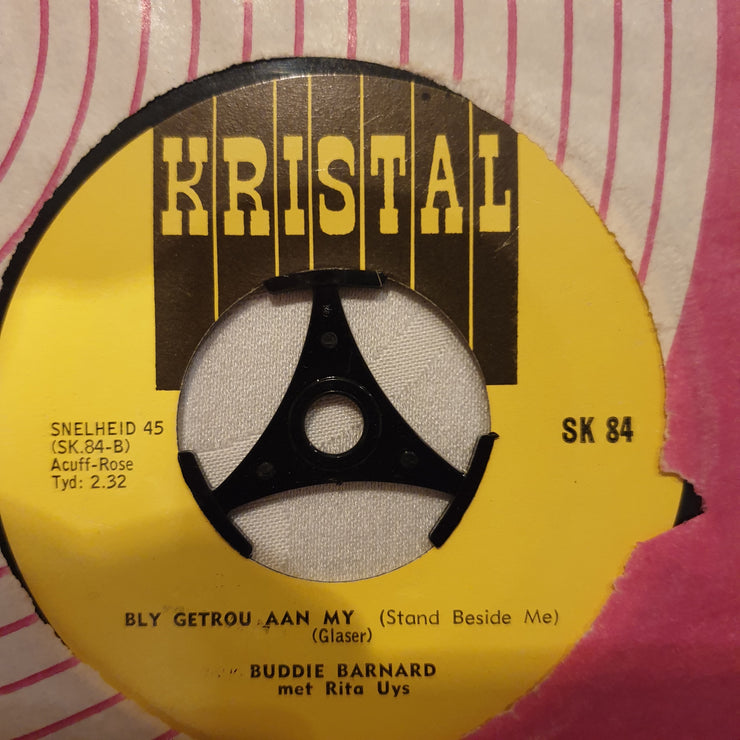 KRISTAL
SNELHEID 45
(SK.84-B)
Acuff-Rose
Tyd: 2.32
SK 84
BLY GETROU AAN MY (Stand Beside Me)
(Glaser)
BUDDIE BARNARD
met Rita Uys